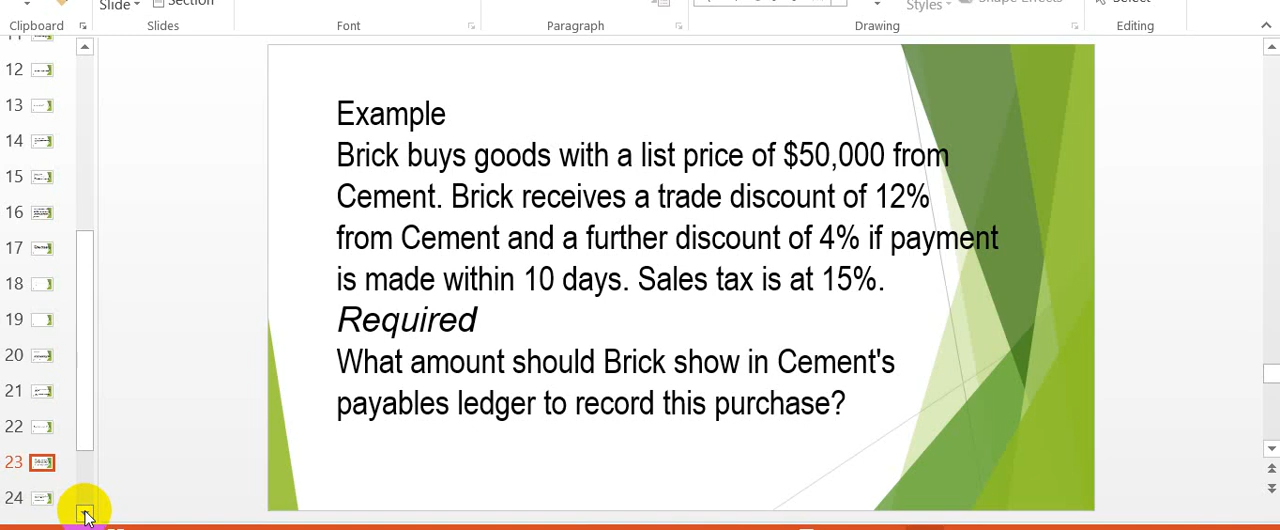 Slide
Section
Styles
Shape Effects
Select
Clipboard
Slides
Font
Paragraph
Drawing
Editing
12
13
14
15
16
17
18
19
20
21
22
23
24
Example
Brick buys goods with a list price of $50,000 from
Cement. Brick receives a trade discount of 12%
from Cement and a further discount of 4% if payment
is made within 10 days. Sales tax is at 15%.
Required
What amount should Brick show in Cement's
payables ledger to record this purchase?